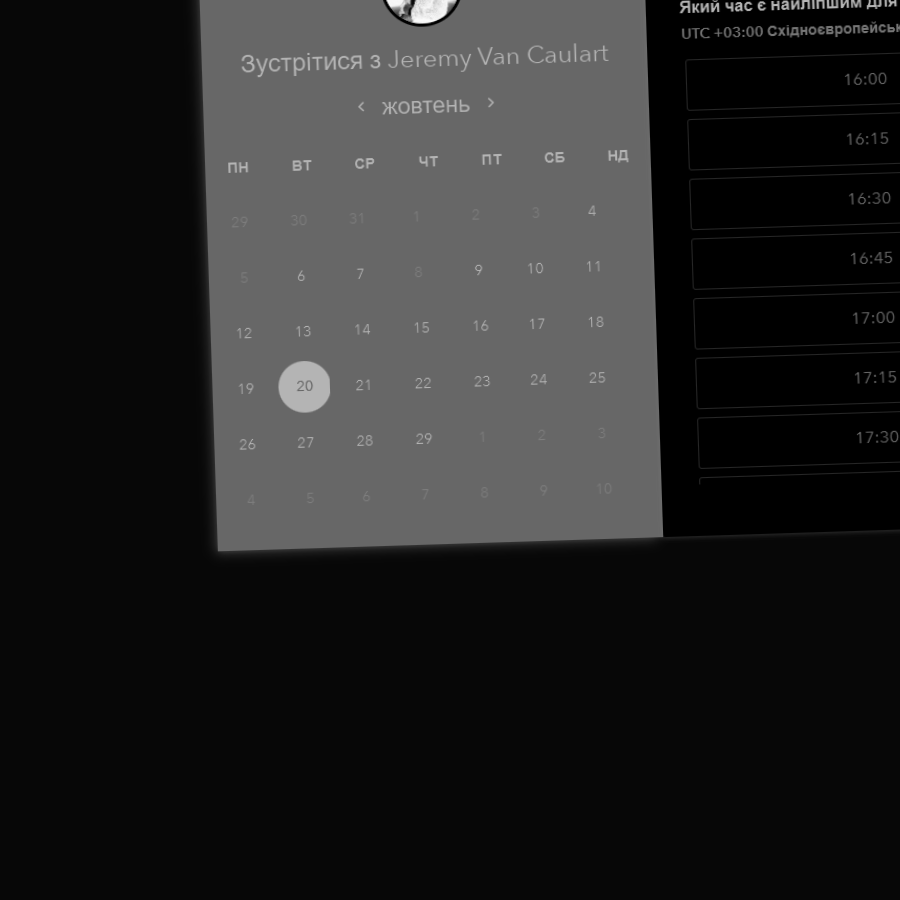 Зустрітися з Jeremy Van Caulart
‹ жовтень ›
ПН ВТ СР ЧТ ПТ СБ НД
29 30 31 1 2 3 4
5 6 7 8 9 10 11
12 13 14 15 16 17 18
19 20 21 22 23 24 25
26 27 28 29 1 2 3
4 5 6 7 8 9 10
Який час є найліпшим для
UTC +03:00
16:00
16:15
16:30
16:45
17:00
17:15
17:30